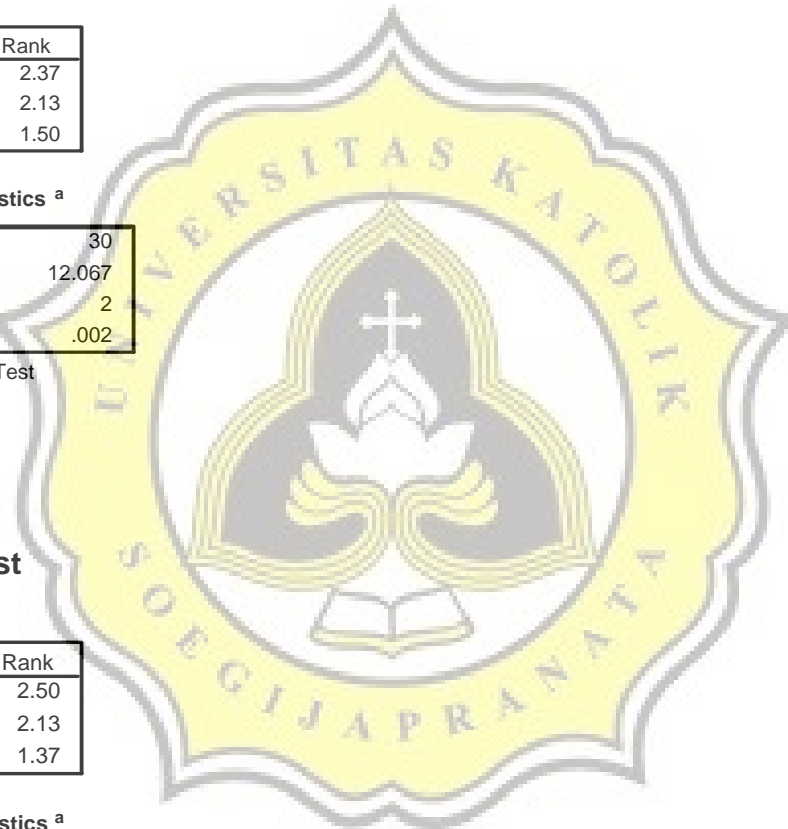 Rank
2.37
2.13
1.50
stics a
30
12.067
2
.002
Test
UNIVERSITAS KATOLIK
SOEGIJAPRANATA
st
Rank
2.50
2.13
1.37
stics a